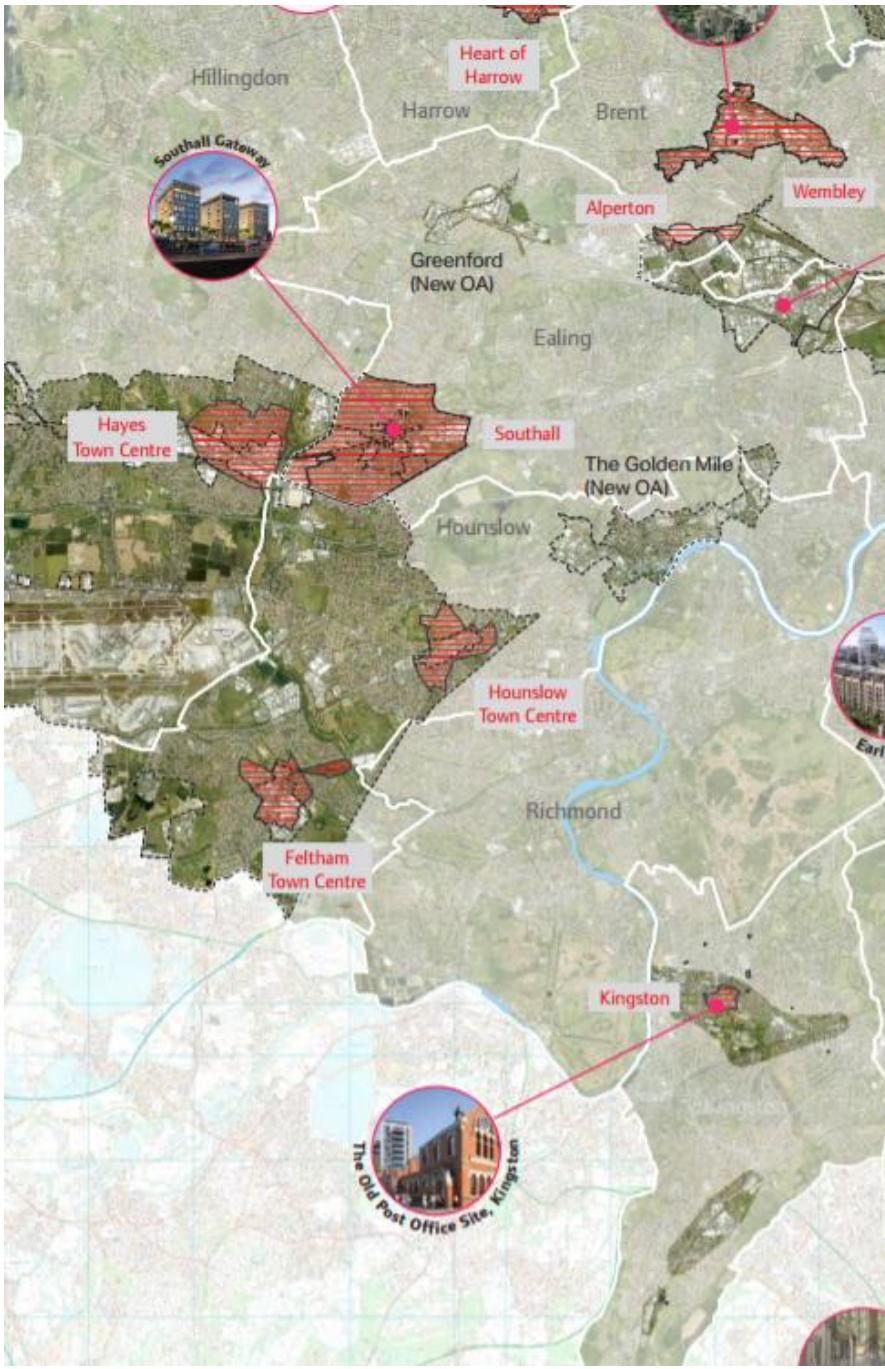 Heart of
Harrow
Hillingdon
Harrow
Brent
Southall Gateway
Wembley
Alperton
Greenford
(New OA)
Ealing
Hayes
Town Centre
Southall
The Golden Mile
(New OA)
Hounslow
Hounslow
Town Centre
Earl
Richmond
Feltham
Town Centre
Kingston
The Old Post Office Site, Kingston